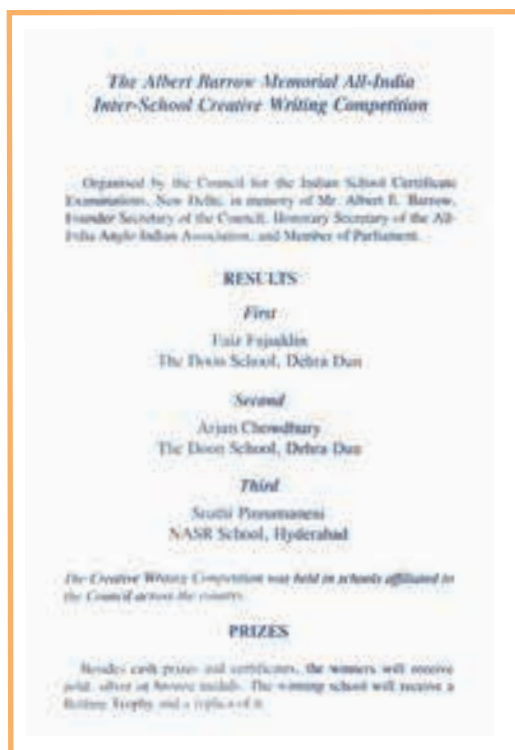 The Albert Barrow Memorial All-India
Inter-School Creative Writing Competition
Organised by the Council for the Indian School Certificate
Examinations, New Delhi, in memory of Mr. Albert E. Barrow,
Founder Secretary of the Council, Honorary Secretary of the All-
India Anglo-Indian Association, and Member of Parliament.
RESULTS
First
Faiz
The Doon School, Debra Dun
Second
Arjun Chowdhury
The Doon School, Debra Dun
Third
NASR School, Hyderabad
The Creative Writing Competition was held in schools affiliated to
the Council across the country.
PRIZES
Besides cash prizes and certificates, the winners will receive
gold, silver or bronze medals. The winning school will receive a
Rolling Trophy and a replica of it.